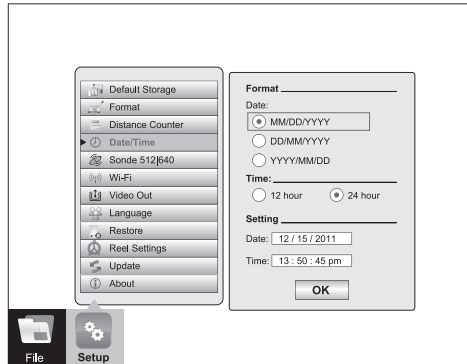 Default Storage
Format
Distance Counter
Date/Time
Sonde 512|640
Wi-Fi
Video Out
Language
Restore
Reel Settings
Update
About
Format
Date:
MM/DD/YYYY
DD/MM/YYYY
YYYY/MM/DD
Time:
12 hour 24 hour
Setting
Date: 12 / 15 / 2011
Time: 13 : 50 : 45 pm
OK
File Setup